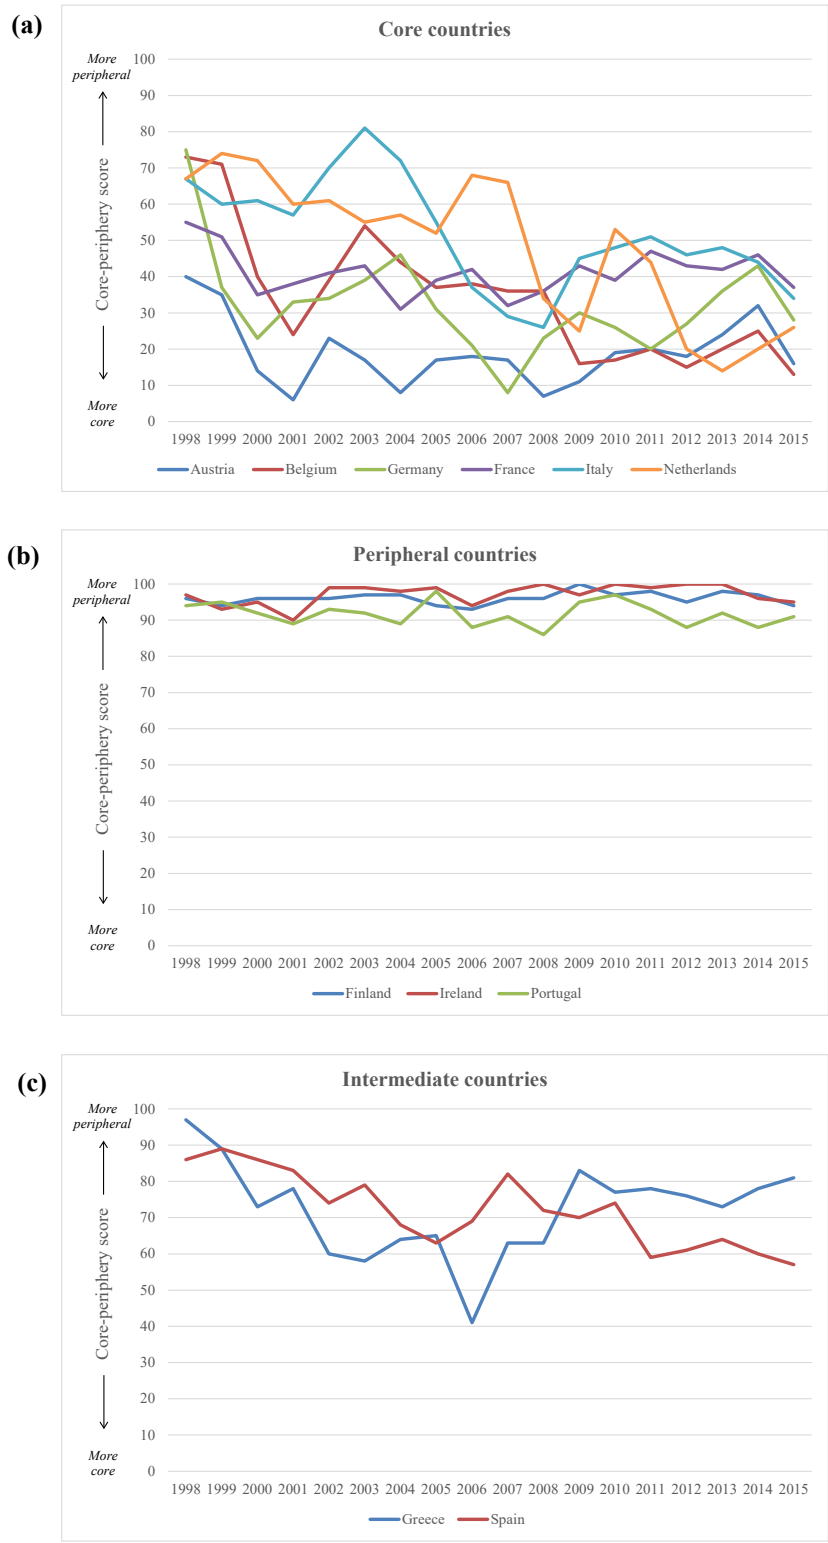 (a)
Core countries
More
peripheral
Core-periphery score
More
core
100
90
80
70
60
50
40
30
20
10
0
1998 1999 2000 2001 2002 2003 2004 2005 2006 2007 2008 2009 2010 2011 2012 2013 2014 2015
Austria Belgium Germany France Italy Netherlands
(b)
Peripheral countries
More
peripheral
Core-periphery score
More
core
100
90
80
70
60
50
40
30
20
10
0
1998 1999 2000 2001 2002 2003 2004 2005 2006 2007 2008 2009 2010 2011 2012 2013 2014 2015
Finland Ireland Portugal
(c)
Intermediate countries
More
peripheral
Core-periphery score
More
core
100
90
80
70
60
50
40
30
20
10
0
1998 1999 2000 2001 2002 2003 2004 2005 2006 2007 2008 2009 2010 2011 2012 2013 2014 2015
Greece Spain